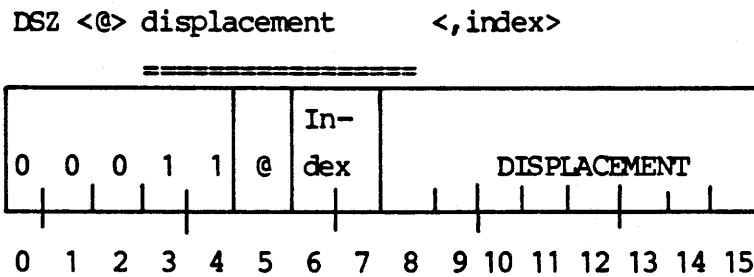 DSZ <@> displacement <,index>
In-
0 0 0 1 1 @ dex DISPLACEMENT
0 1 2 3 4 5 6 7 8 9 10 11 12 13 14 15